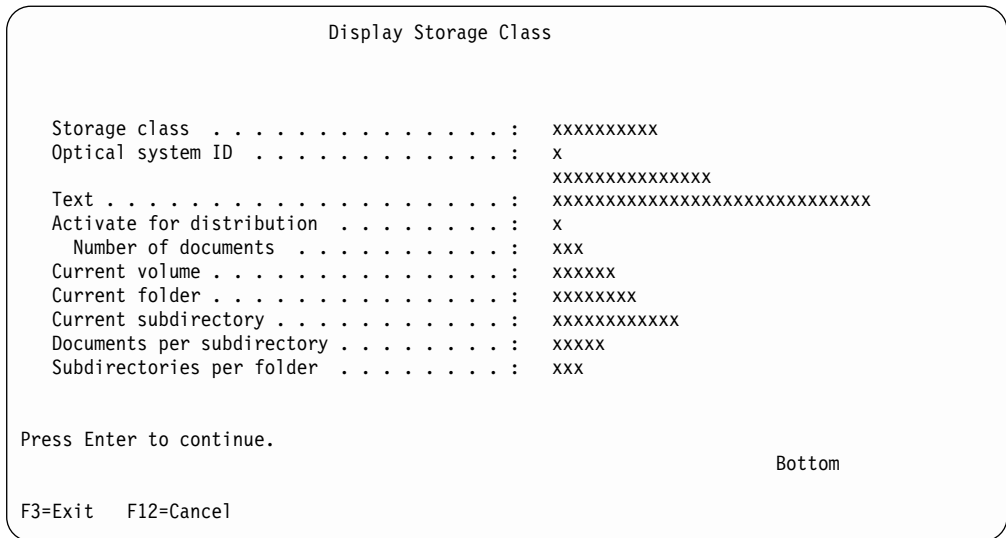 Display Storage Class
Storage class . . . . . . . . . . . . . . : xxxxxxxxxx
Optical system ID . . . . . . . . . . . . : x
xxxxxxxxxxxxxxx
Text . . . . . . . . . . . . . . . . . . . : xxxxxxxxxxxxxxxxxxxxxxxxxxxxxx
Activate for distribution . . . . . . . . : x
Number of documents . . . . . . . . . . : xxx
Current volume . . . . . . . . . . . . . . : xxxxxx
Current folder . . . . . . . . . . . . . . : xxxxxxxx
Current subdirectory . . . . . . . . . . . : xxxxxxxxxxxx
Documents per subdirectory . . . . . . . . : xxxxx
Subdirectories per folder . . . . . . . . : xxx
Press Enter to continue.
Bottom
F3=Exit F12=Cancel